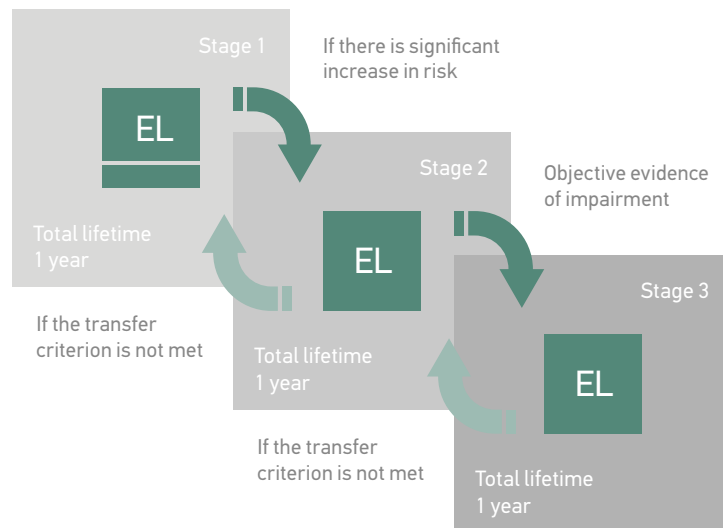 Stage 1
If there is significant
increase in risk
EL
Total lifetime
1 year
Stage 2
Objective evidence
of impairment
EL
If the transfer
criterion is not met
Total lifetime
1 year
Stage 3
EL
If the transfer
criterion is not met
Total lifetime
1 year